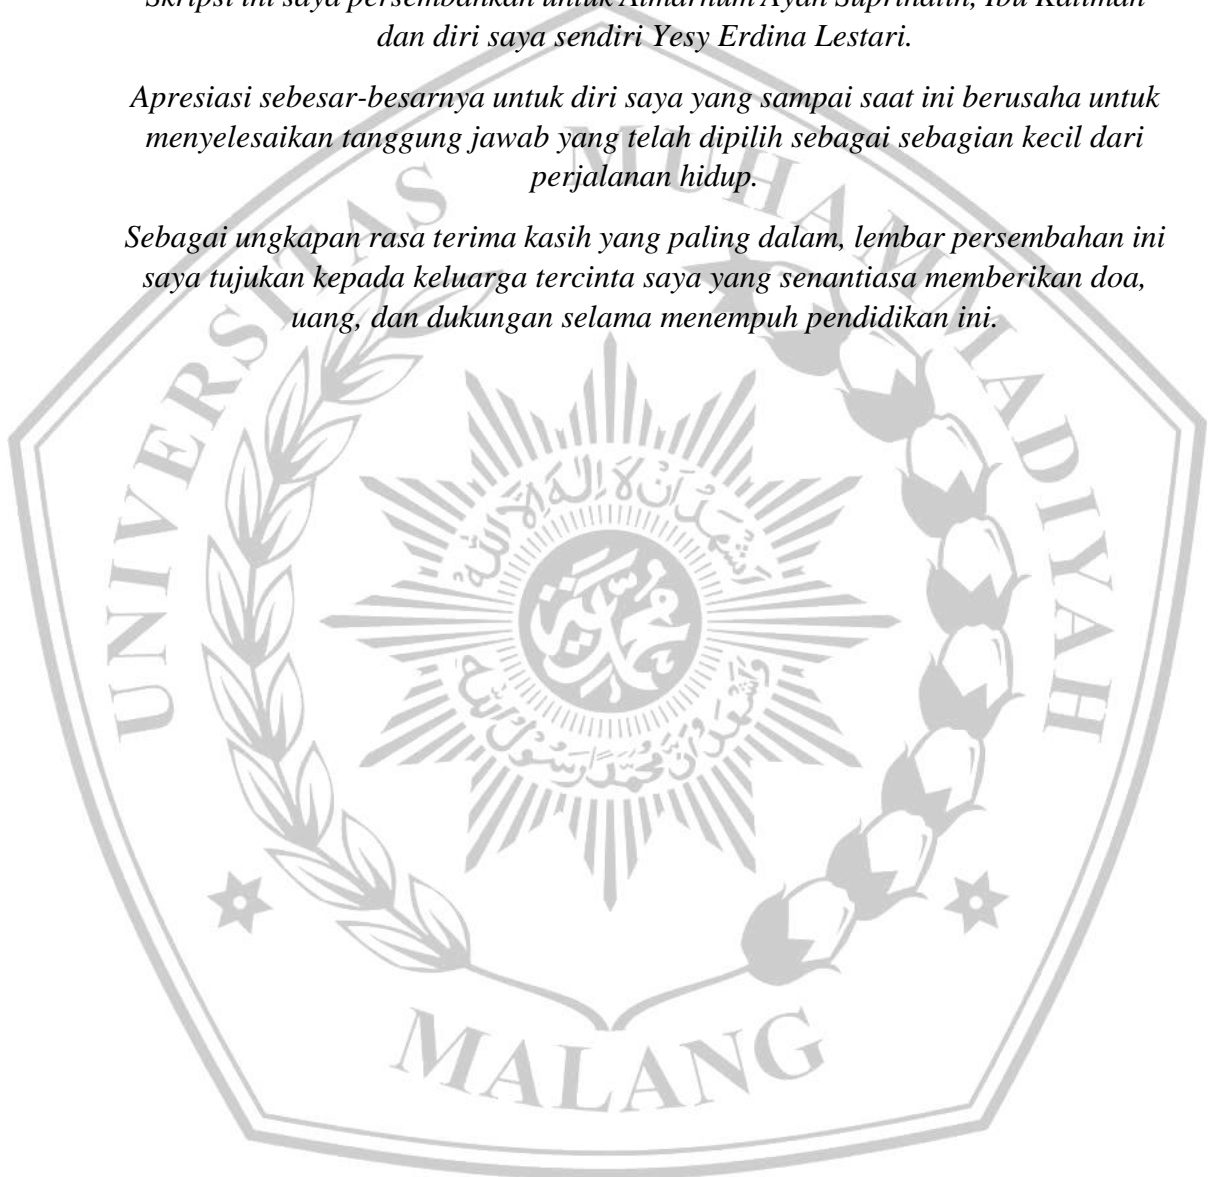 Skripsi ini saya persembahkan untuk Almarhum Ayah
dan diri saya sendiri Yesy Erdina Lestari.
Apresiasi sebesar-besarnya untuk diri saya yang sampai saat ini berusaha untuk
menyelesaikan tanggung jawab yang telah dipilih sebagai sebagian kecil dari
perjalanan hidup.
Sebagai ungkapan rasa terima kasih yang paling dalam, lembar persembahan ini
saya tujukan kepada keluarga tercinta saya yang senantiasa memberikan doa,
uang, dan dukungan selama menempuh pendidikan ini.
UNIVERSITAS MUHAMMADIYAH
MALANG